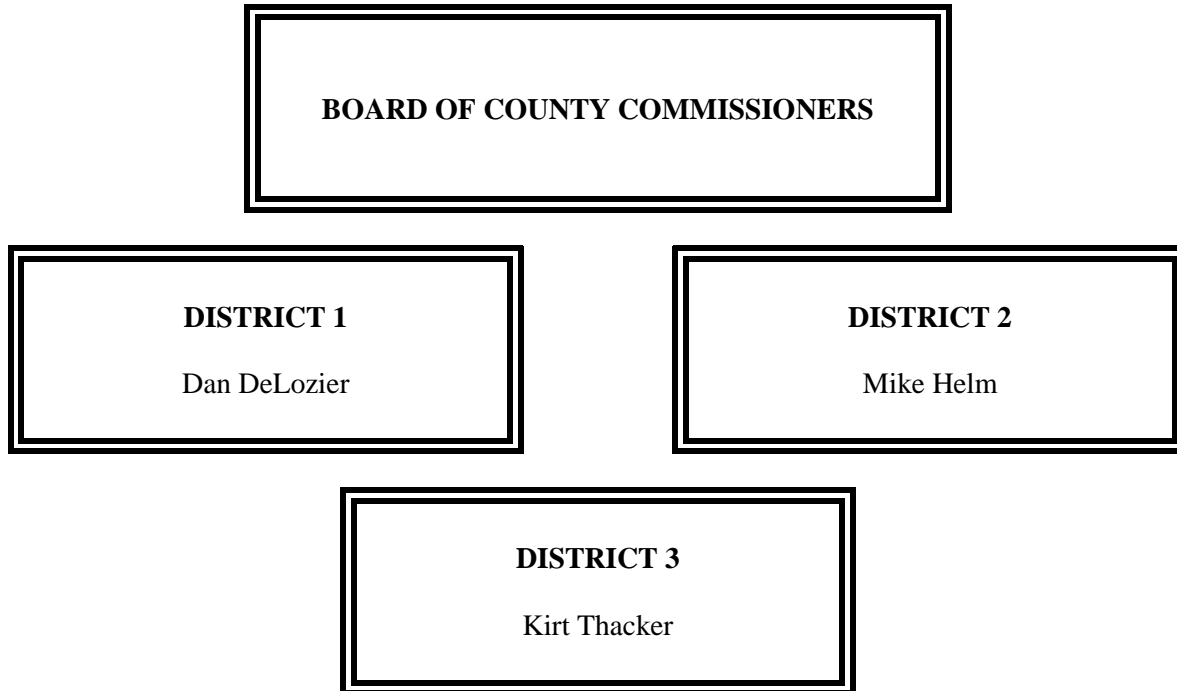 BOARD OF COUNTY COMMISSIONERS
DISTRICT 1
Dan DeLozier
DISTRICT 2
Mike Helm
DISTRICT 3
Kirt Thacker